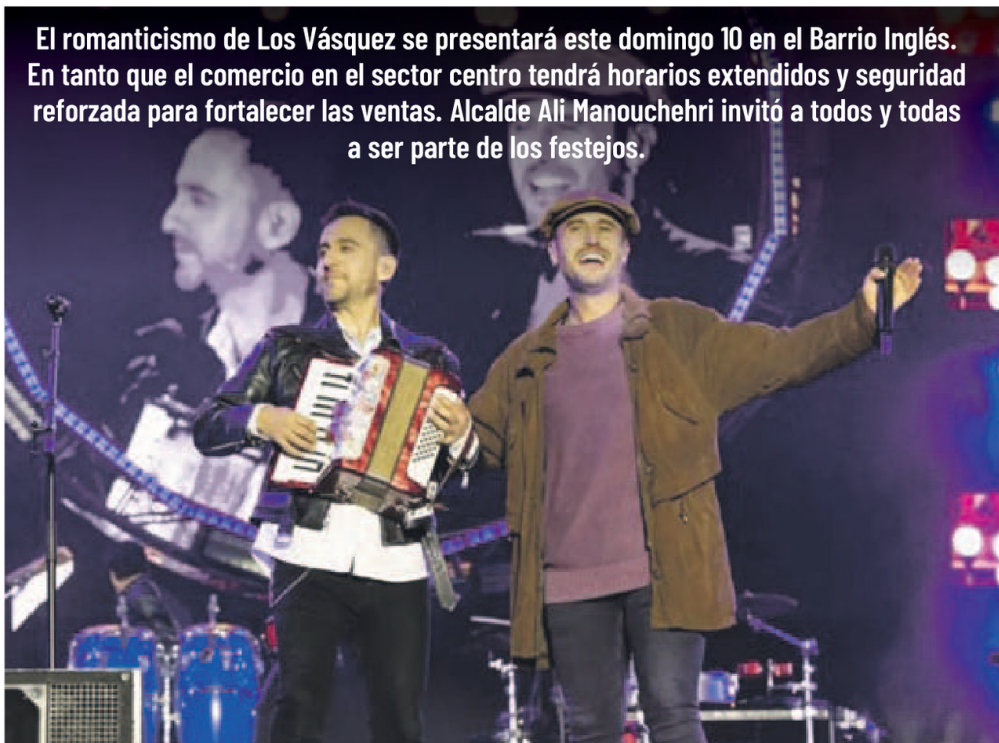 El romanticismo de Los Vásquez se presentará este domingo 10 en el Barrio Inglés.
En tanto que el comercio en el sector centro tendrá horarios extendidos y seguridad
reforzada para fortalecer las ventas. Alcalde Ali Manouchehri invitó a todos y todas
a ser parte de los festejos.